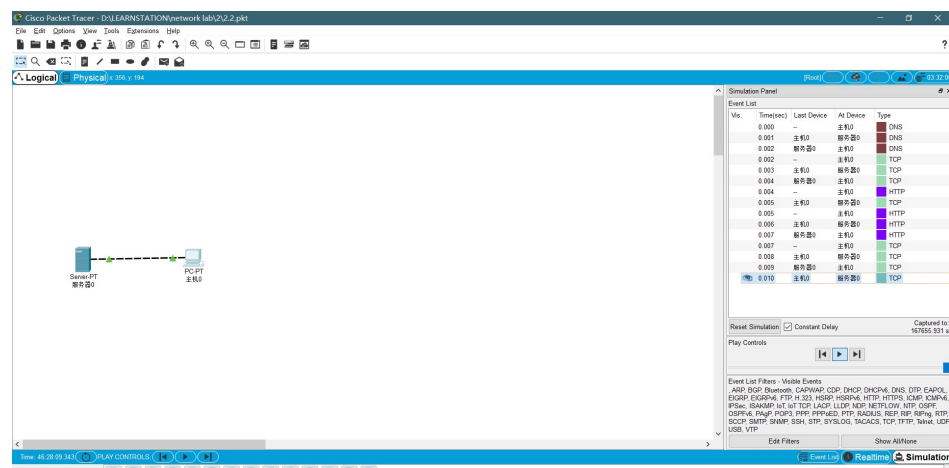 Cisco Packet Tracer - D:\LEARNSTATION\network lab\2\2.2.pkt
File Edit Options View Tools Extensions Help
?
Logical Physical x: 356, y: 194
[Root] 03:32:0
Simulation Panel
Event List
Vis. Time(sec) Last Device At Device Type
0.000 -- 主机0 DNS
0.001 主机0 服务器0 DNS
0.002 服务器0 主机0 DNS
0.002 -- 主机0 TCP
0.003 主机0 服务器0 TCP
0.004 服务器0 主机0 TCP
0.004 -- 主机0 HTTP
0.005 主机0 服务器0 TCP
0.005 -- 主机0 HTTP
0.006 主机0 服务器0 HTTP
0.007 服务器0 主机0 HTTP
0.007 -- 主机0 TCP
0.008 主机0 服务器0 TCP
0.009 服务器0 主机0 TCP
0.010 主机0 服务器0 TCP
Server-PT
服务器0
PC-PT
主机0
Reset Simulation Constant Delay Captured to:
167655.931 s
Play Controls
Event List Filters - Visible Events
, ARP, BGP, Bluetooth, CAPWAP, CDP, DHCP, DHCPv6, DNS, DTP, EAPOL,
EIGRP, EIGRPv6, FTP, H.323, HSRP, HSRPv6, HTTP, HTTPS, ICMP, ICMPv6,
IPSec, ISAKMP, IoT, IoT TCP, LACP, LLDP, NDP, NETFLOW, NTP, OSPF,
OSPFv6, PAgP, POP3, PPP, PPPoED, PTP, RADIUS, REP, RIP, RIPng, RTP,
SCCP, SMTP, SNMP, SSH, STP, SYSLOG, TACACS, TCP, TFTP, Telnet, UDP
USB, VTP
Edit Filters Show All/None
Time: 46:28:09.343 PLAY CONTROLS: Event List Realtime Simulation